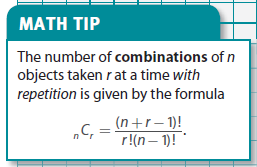 MATH TIP
The number of combinations of n
objects taken r at a time with
repetition is given by the formula
ₙCᵣ = (n + r – 1)! / r!(n – 1)! .